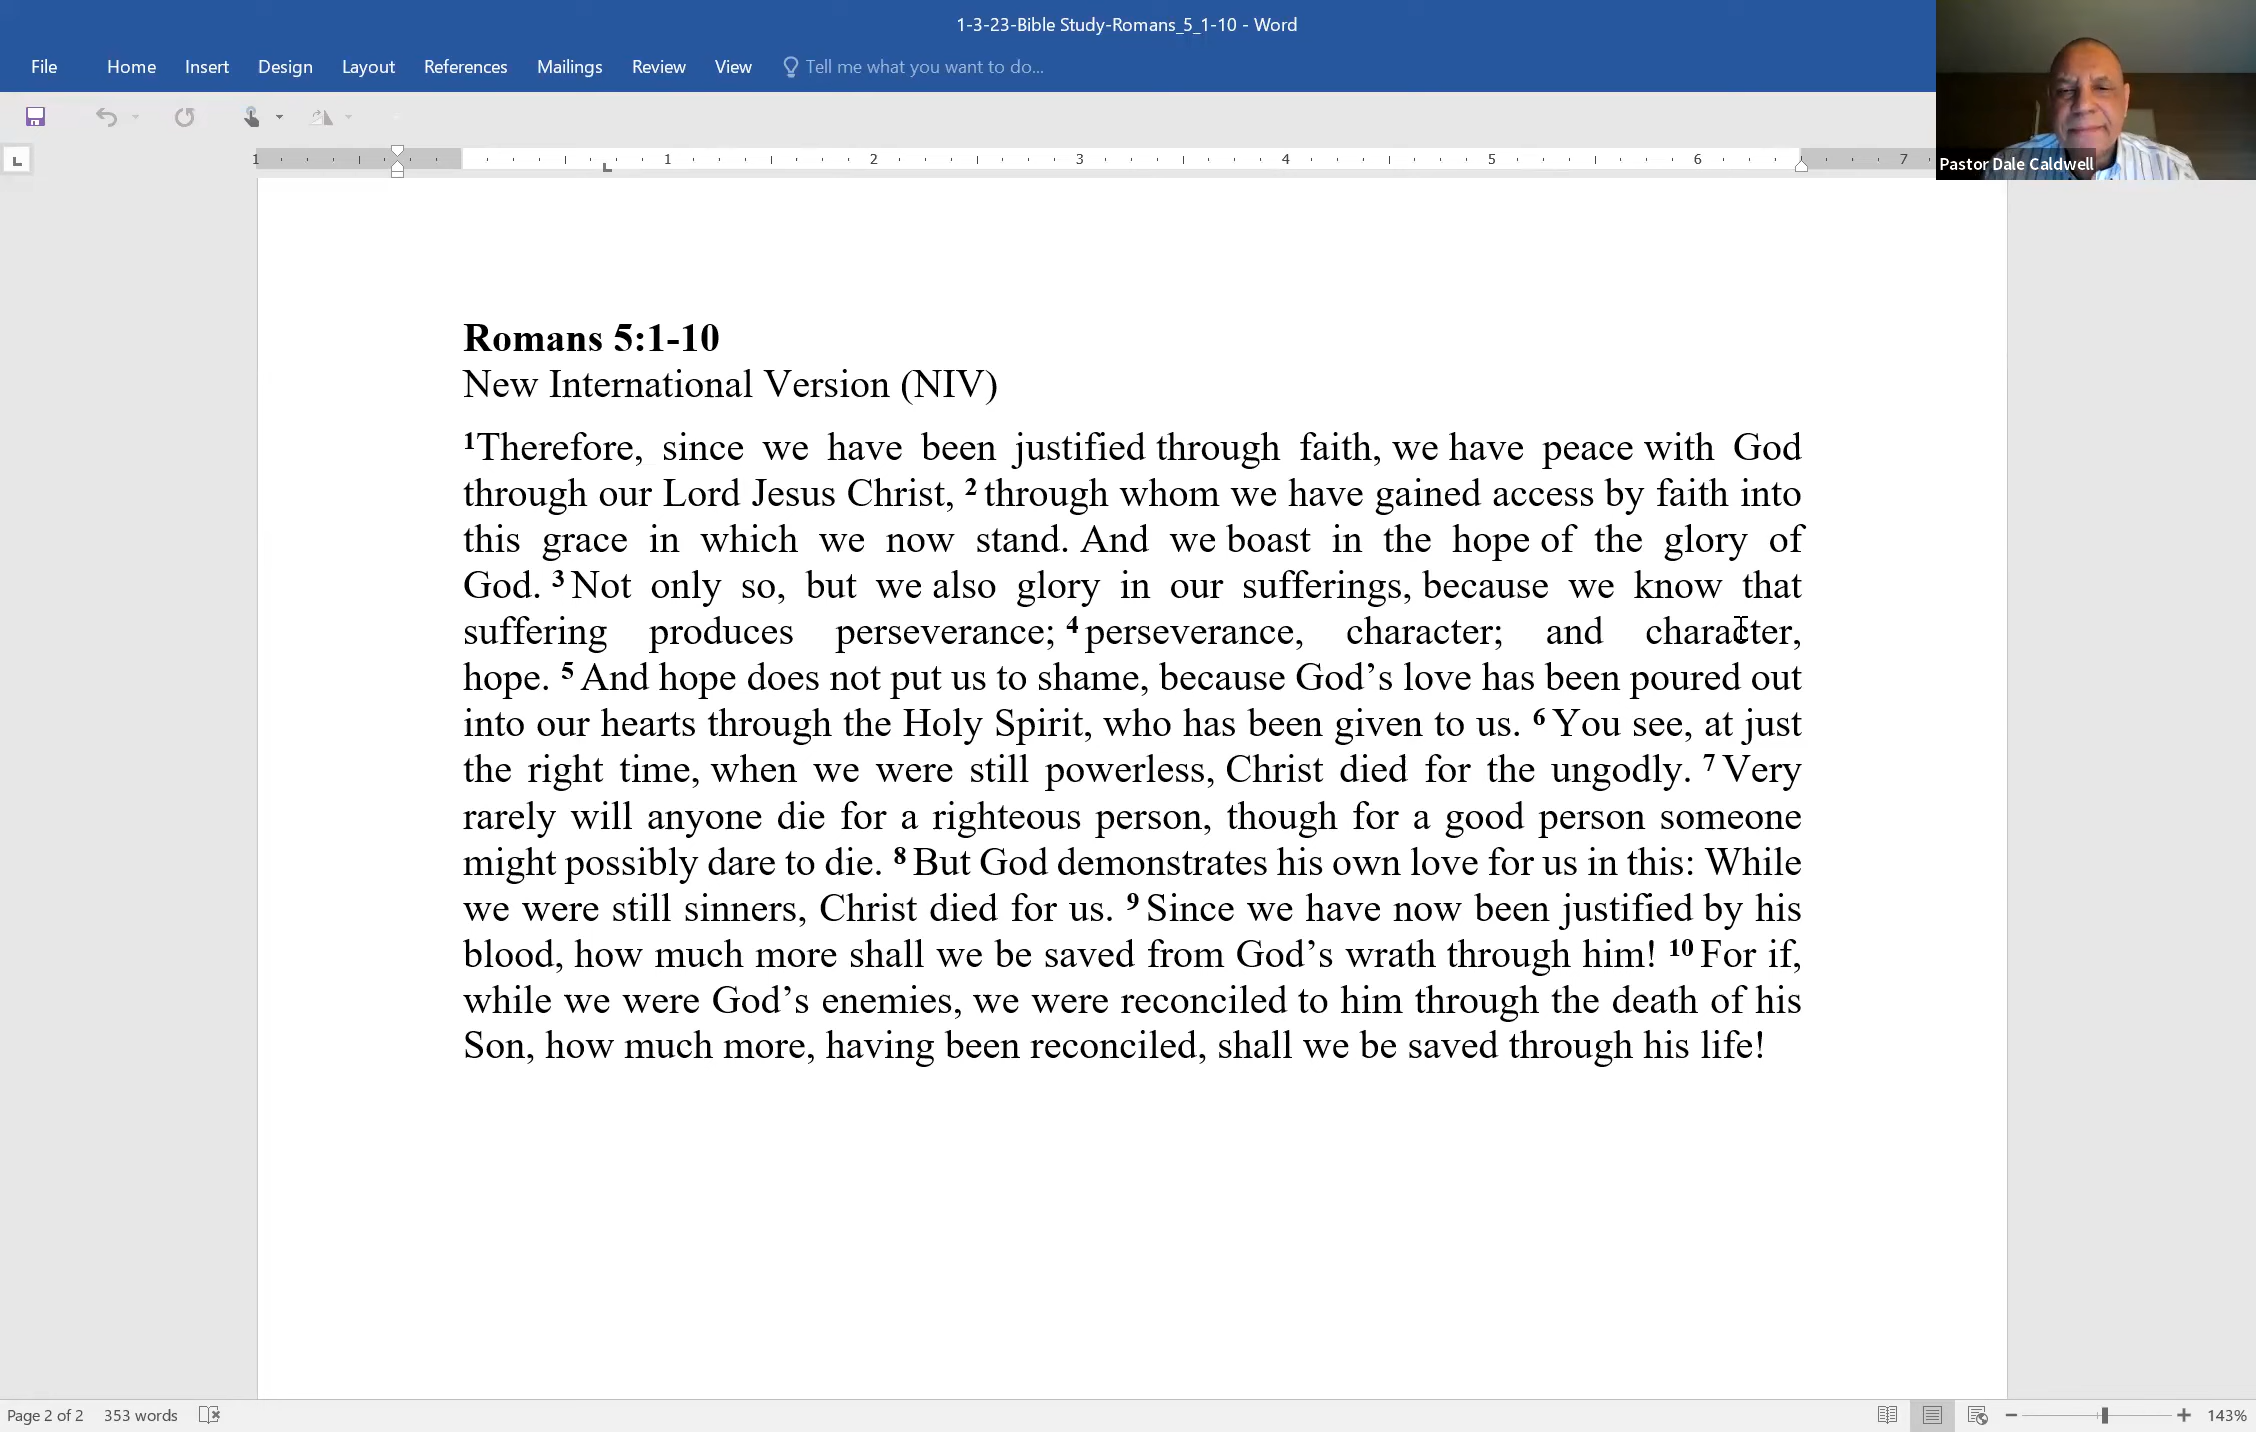 1-3-23-Bible Study-Romans_5_1-10 - Word
File Home Insert Design Layout References Mailings Review View Tell me what you want to do...
Pastor Dale Caldwell
1 1 2 3 4 5 6 7
Romans 5:1-10
New International Version (NIV)
1Therefore, since we have been justified through faith, we have peace with God
through our Lord Jesus Christ, 2 through whom we have gained access by faith into
this grace in which we now stand. And we boast in the hope of the glory of
God. 3 Not only so, but we also glory in our sufferings, because we know that
suffering produces perseverance; 4 perseverance, character; and character,
hope. 5 And hope does not put us to shame, because God’s love has been poured out
into our hearts through the Holy Spirit, who has been given to us. 6 You see, at just
the right time, when we were still powerless, Christ died for the ungodly. 7 Very
rarely will anyone die for a righteous person, though for a good person someone
might possibly dare to die. 8 But God demonstrates his own love for us in this: While
we were still sinners, Christ died for us. 9 Since we have now been justified by his
blood, how much more shall we be saved from God’s wrath through him! 10 For if,
while we were God’s enemies, we were reconciled to him through the death of his
Son, how much more, having been reconciled, shall we be saved through his life!
Page 2 of 2 353 words 143%